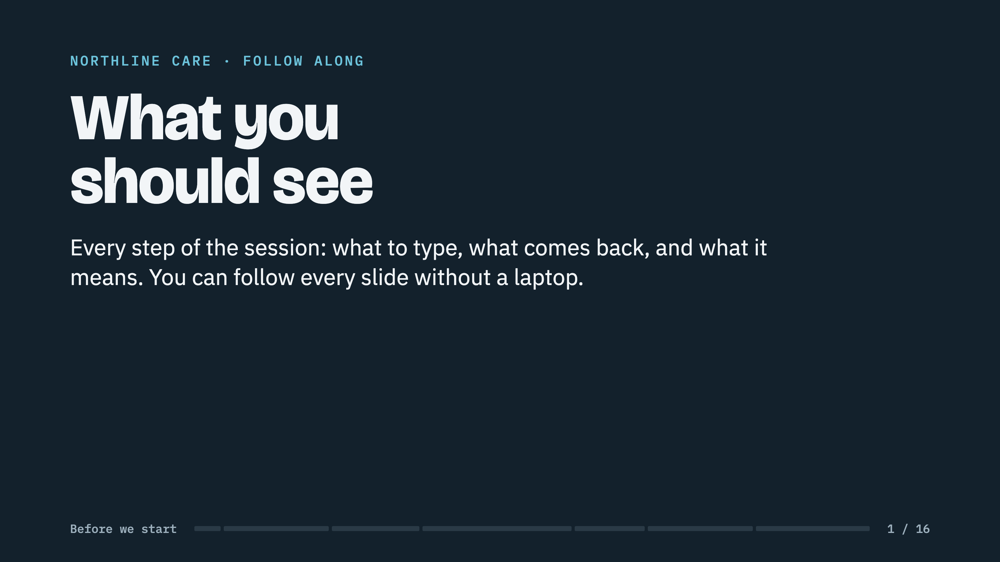 NORTHLINE CARE · FOLLOW ALONG
What you
should see
Every step of the session: what to type, what comes back, and what it
means. You can follow every slide without a laptop.
Before we start
1 / 16